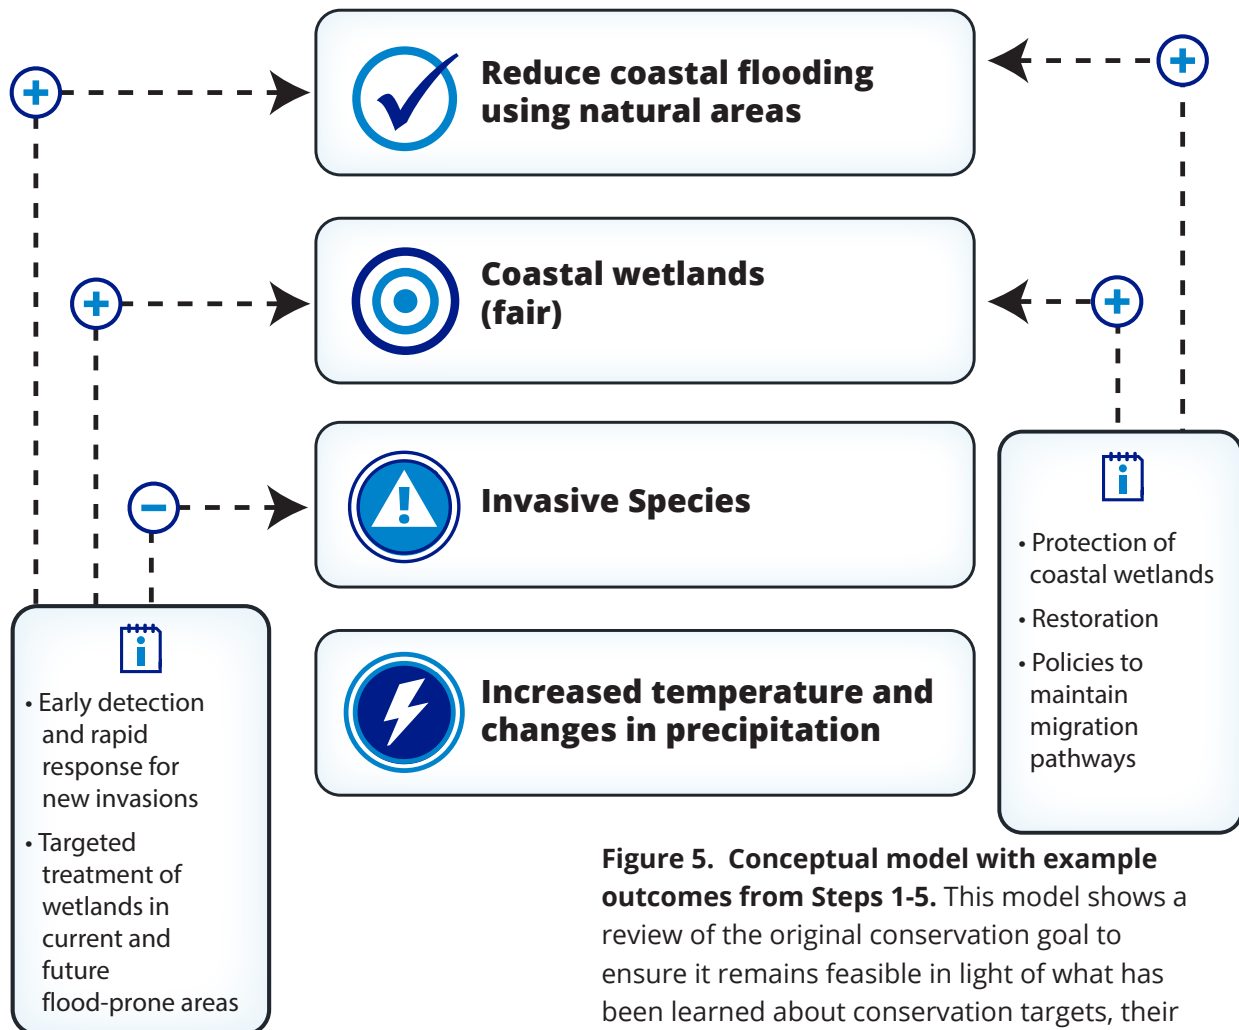 Reduce coastal flooding
using natural areas
Coastal wetlands
(fair)
Invasive Species
Increased temperature and
changes in precipitation
• Early detection
and rapid
response for
new invasions
• Targeted
treatment of
wetlands in
current and
future
flood-prone areas
• Protection of
coastal wetlands
• Restoration
• Policies to
maintain
migration
pathways
Figure 5. Conceptual model with example
outcomes from Steps 1-5. This model shows a
review of the original conservation goal to
ensure it remains feasible in light of what has
been learned about conservation targets, their